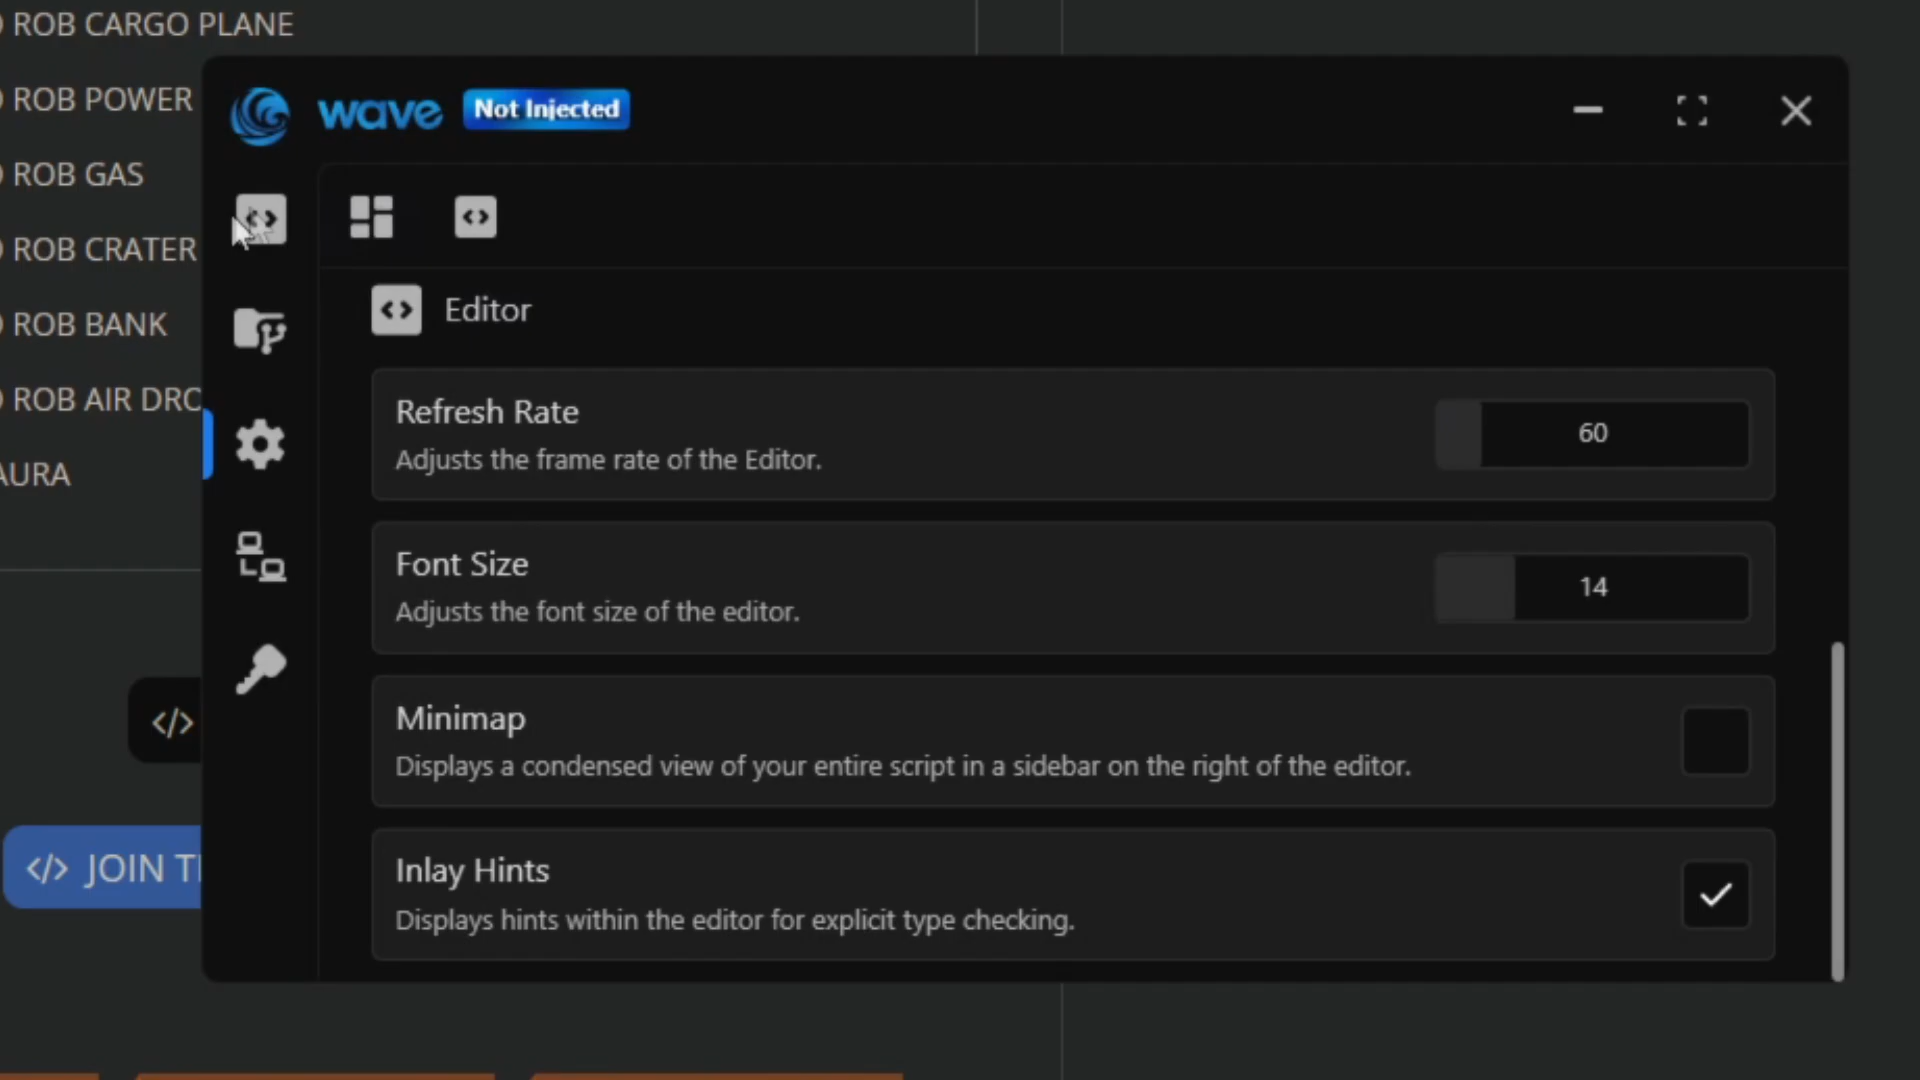 ROB CARGO PLANE
ROB POWER
ROB GAS
ROB CRATER
ROB BANK
ROB AIR DRO
AURA
</>
</> JOIN T
wave Not Injected
Editor
Refresh Rate
Adjusts the frame rate of the Editor.
60
Font Size
Adjusts the font size of the editor.
14
Minimap
Displays a condensed view of your entire script in a sidebar on the right of the editor.
Inlay Hints
Displays hints within the editor for explicit type checking.